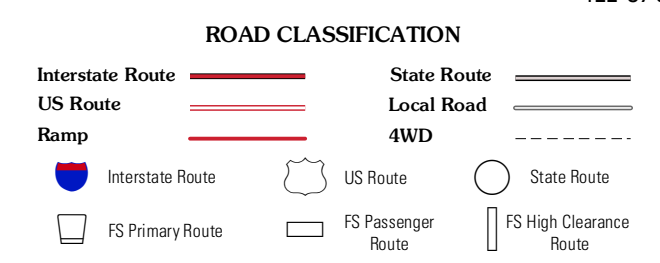 ROAD CLASSIFICATION
Interstate Route
State Route
US Route
Local Road
Ramp
4WD
Interstate Route
US Route
State Route
FS Primary Route
FS Passenger
Route
FS High Clearance
Route